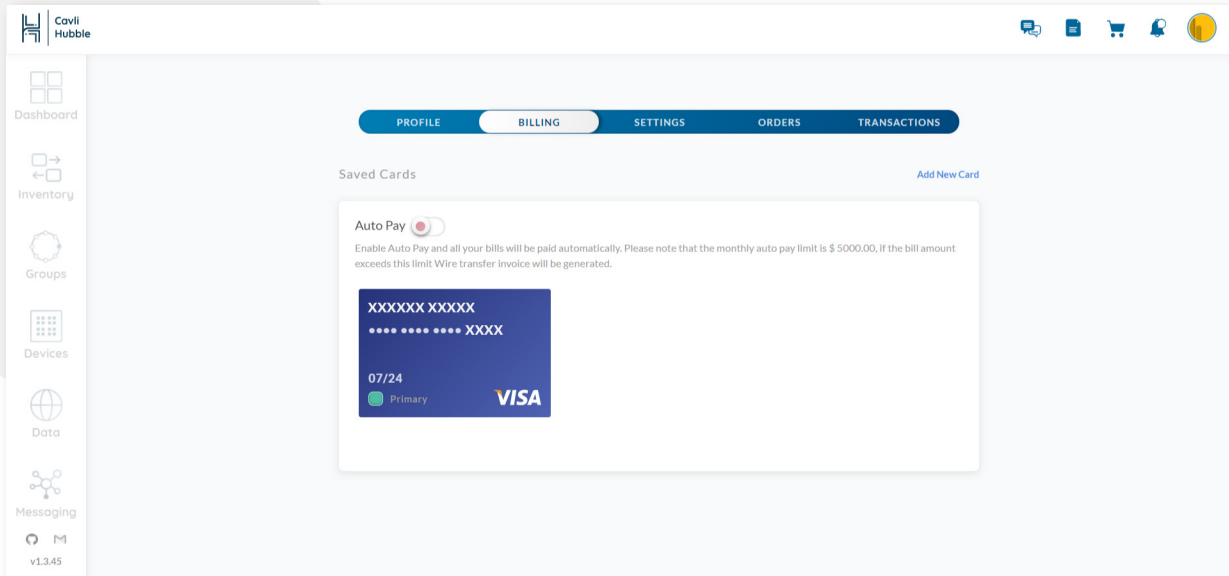 Cavli
Hubble
Dashboard
Inventory
Groups
Devices
Data
Messaging
v1.3.45
PROFILE
BILLING
SETTINGS
ORDERS
TRANSACTIONS
Saved Cards
Add New Card
Auto Pay
Enable Auto Pay and all your bills will be paid automatically. Please note that the monthly auto pay limit is $ 5000.00, if the bill amount
exceeds this limit Wire transfer invoice will be generated.
XXXXXX XXXXX
•••• •••• •••• XXXX
07/24
Primary
VISA